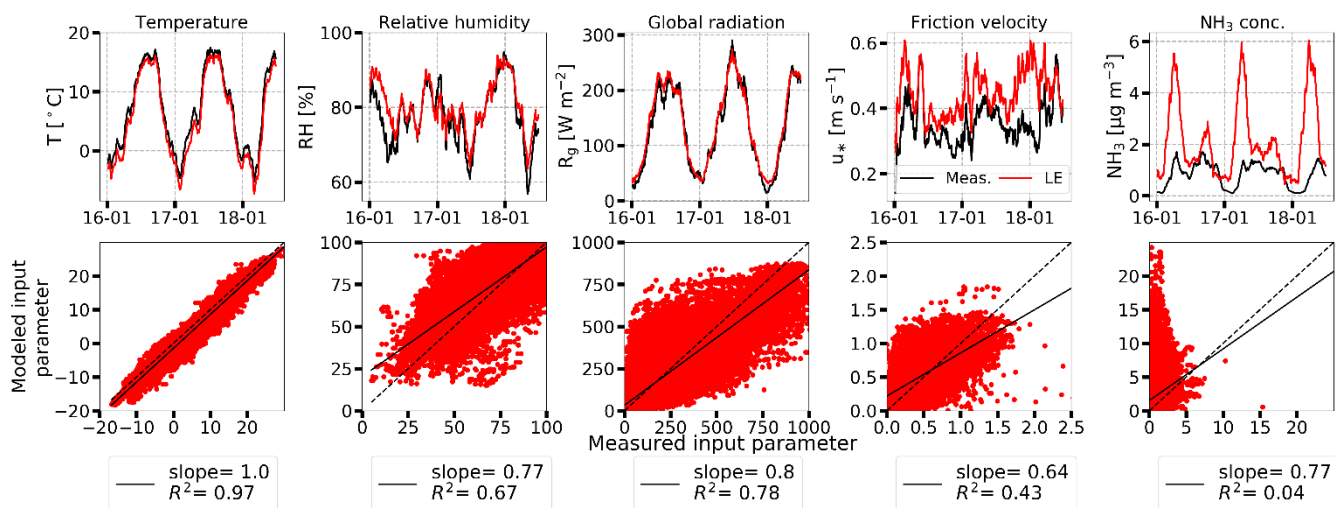 Temperature
Relative humidity
Global radiation
Friction velocity
NH₃ conc.
T [ ° C]
20
10
0
16-01 17-01 18-01
RH [%]
100
80
60
16-01 17-01 18-01
R_g [W m⁻²]
300
200
100
0
16-01 17-01 18-01
u_* [m s⁻¹]
0.6
0.4
0.2
Meas. LE
16-01 17-01 18-01
NH₃ [µg m⁻³]
6
4
2
0
16-01 17-01 18-01
Modeled input
parameter
20
10
0
−10
−20
−20 −10 0 10 20
100
75
50
25
0
0 25 50 75 100
1000
750
500
250
0
0 250 500 750 1000
2.5
2.0
1.5
1.0
0.5
0.0
0.0 0.5 1.0 1.5 2.0 2.5
20
15
10
5
0
0 5 10 15 20
Measured input parameter
slope= 1.0
R²= 0.97
slope= 0.77
R²= 0.67
slope= 0.8
R²= 0.78
slope= 0.64
R²= 0.43
slope= 0.77
R²= 0.04